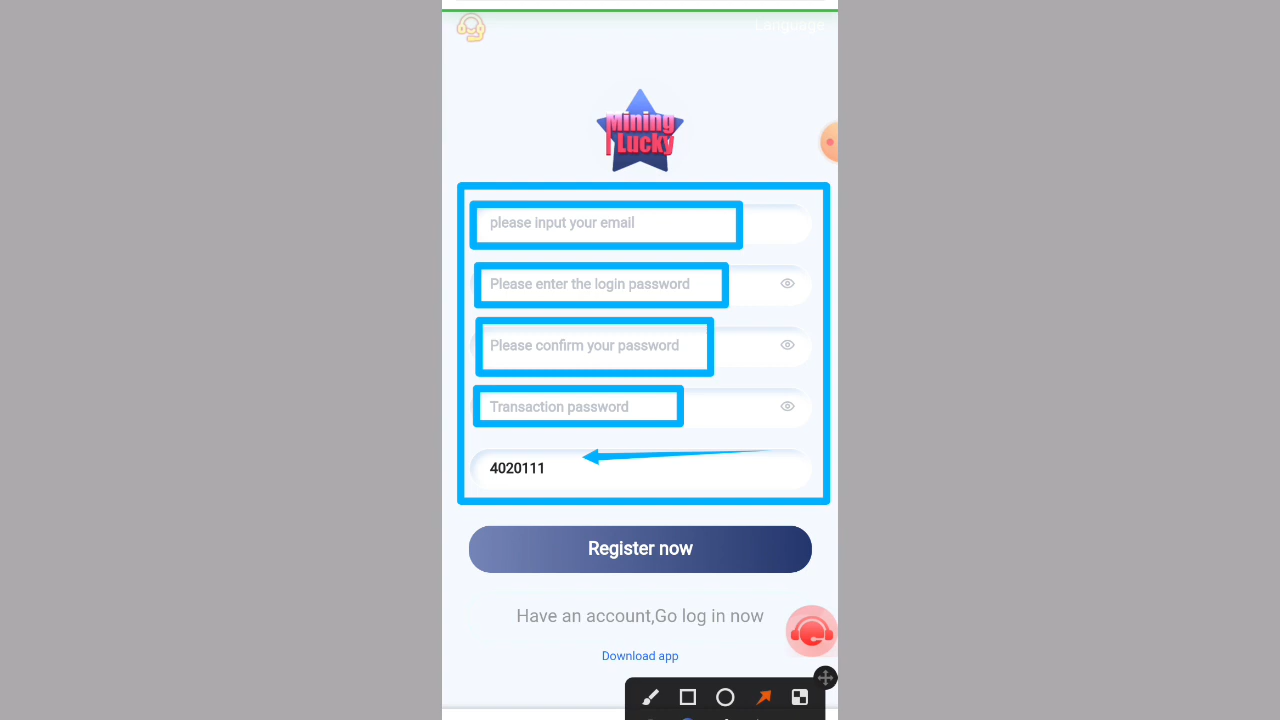 Language
Mining
Lucky
please input your email
Please enter the login password
Please confirm your password
Transaction password
4020111
Register now
Have an account,Go log in now
Download app